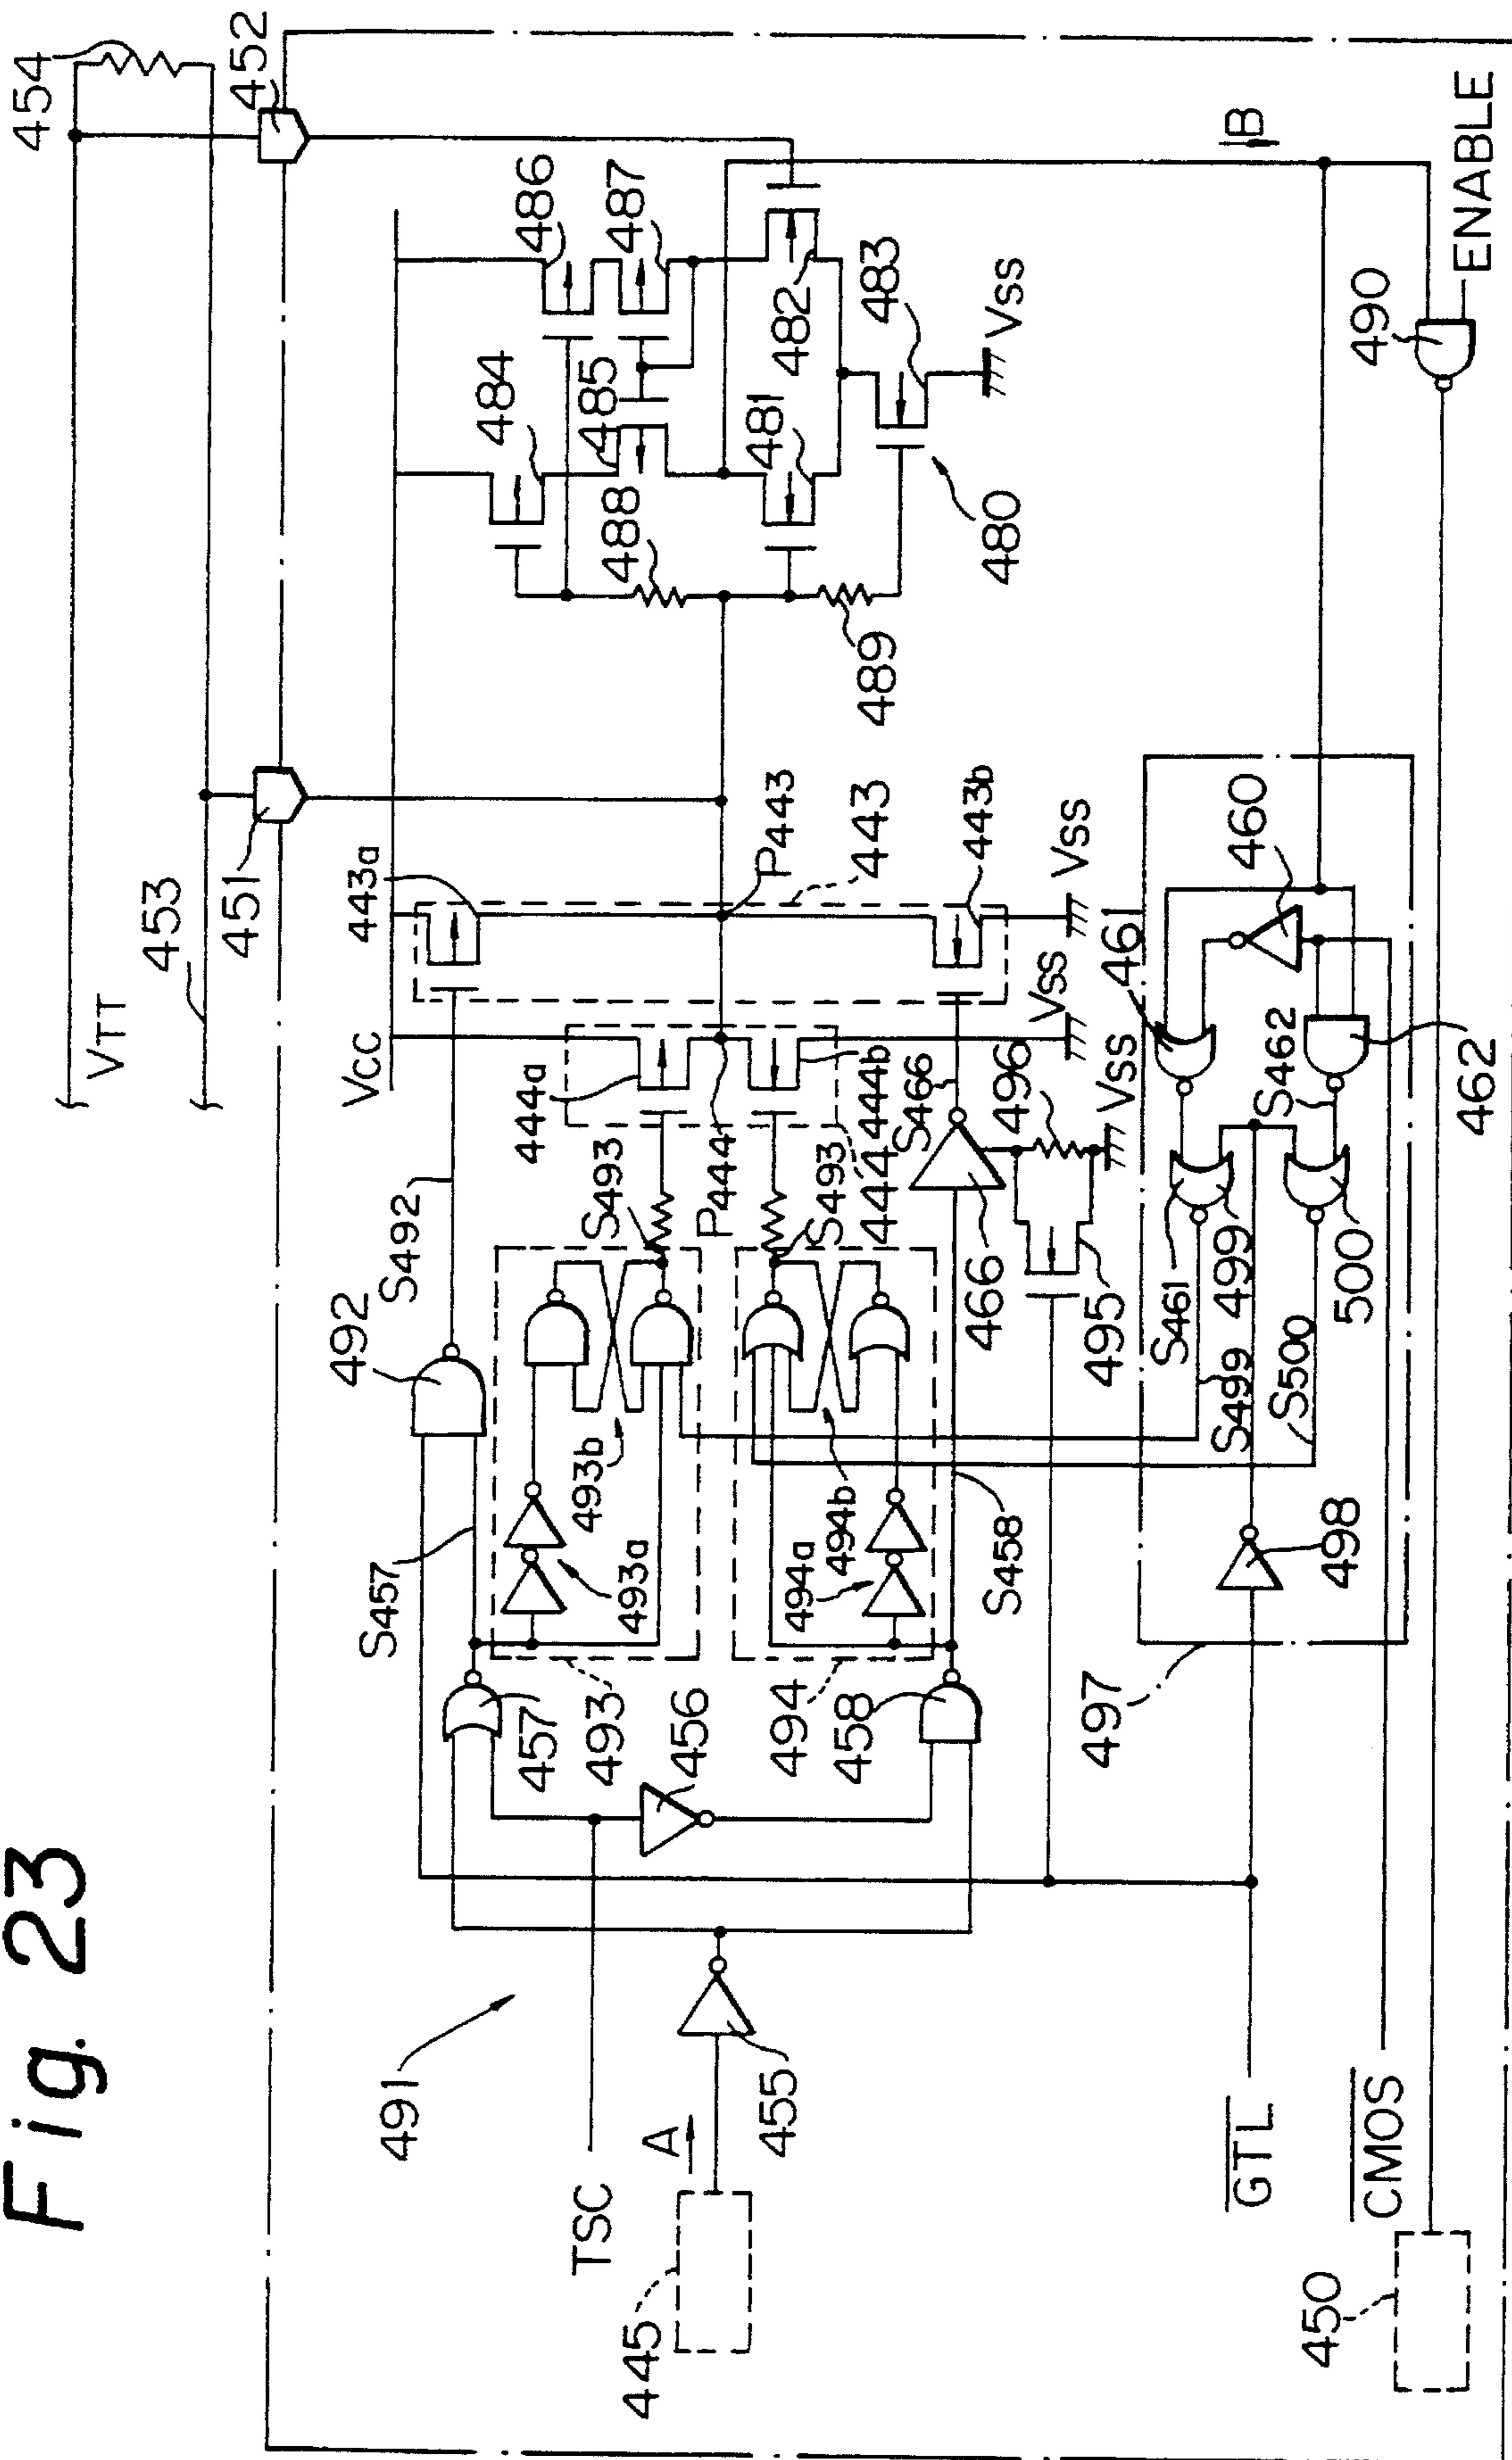 Fig. 23
454
452
VTT
453
451
VCC
443a
P443
443
443b
VSS
444a
P444
444b
444
VSS
486
487
484
485
488
481
482
483
VSS
480
489
B
ENABLE
490
S492
492
S457
S493
S493
493b
493a
494b
494a
493
494
457
456
458
S458
S466
466
496
VSS
495
491
TSC
A
445
455
497
498
S461
499
S499
S500
500
461
460
S462
462
GTL
CMOS
450